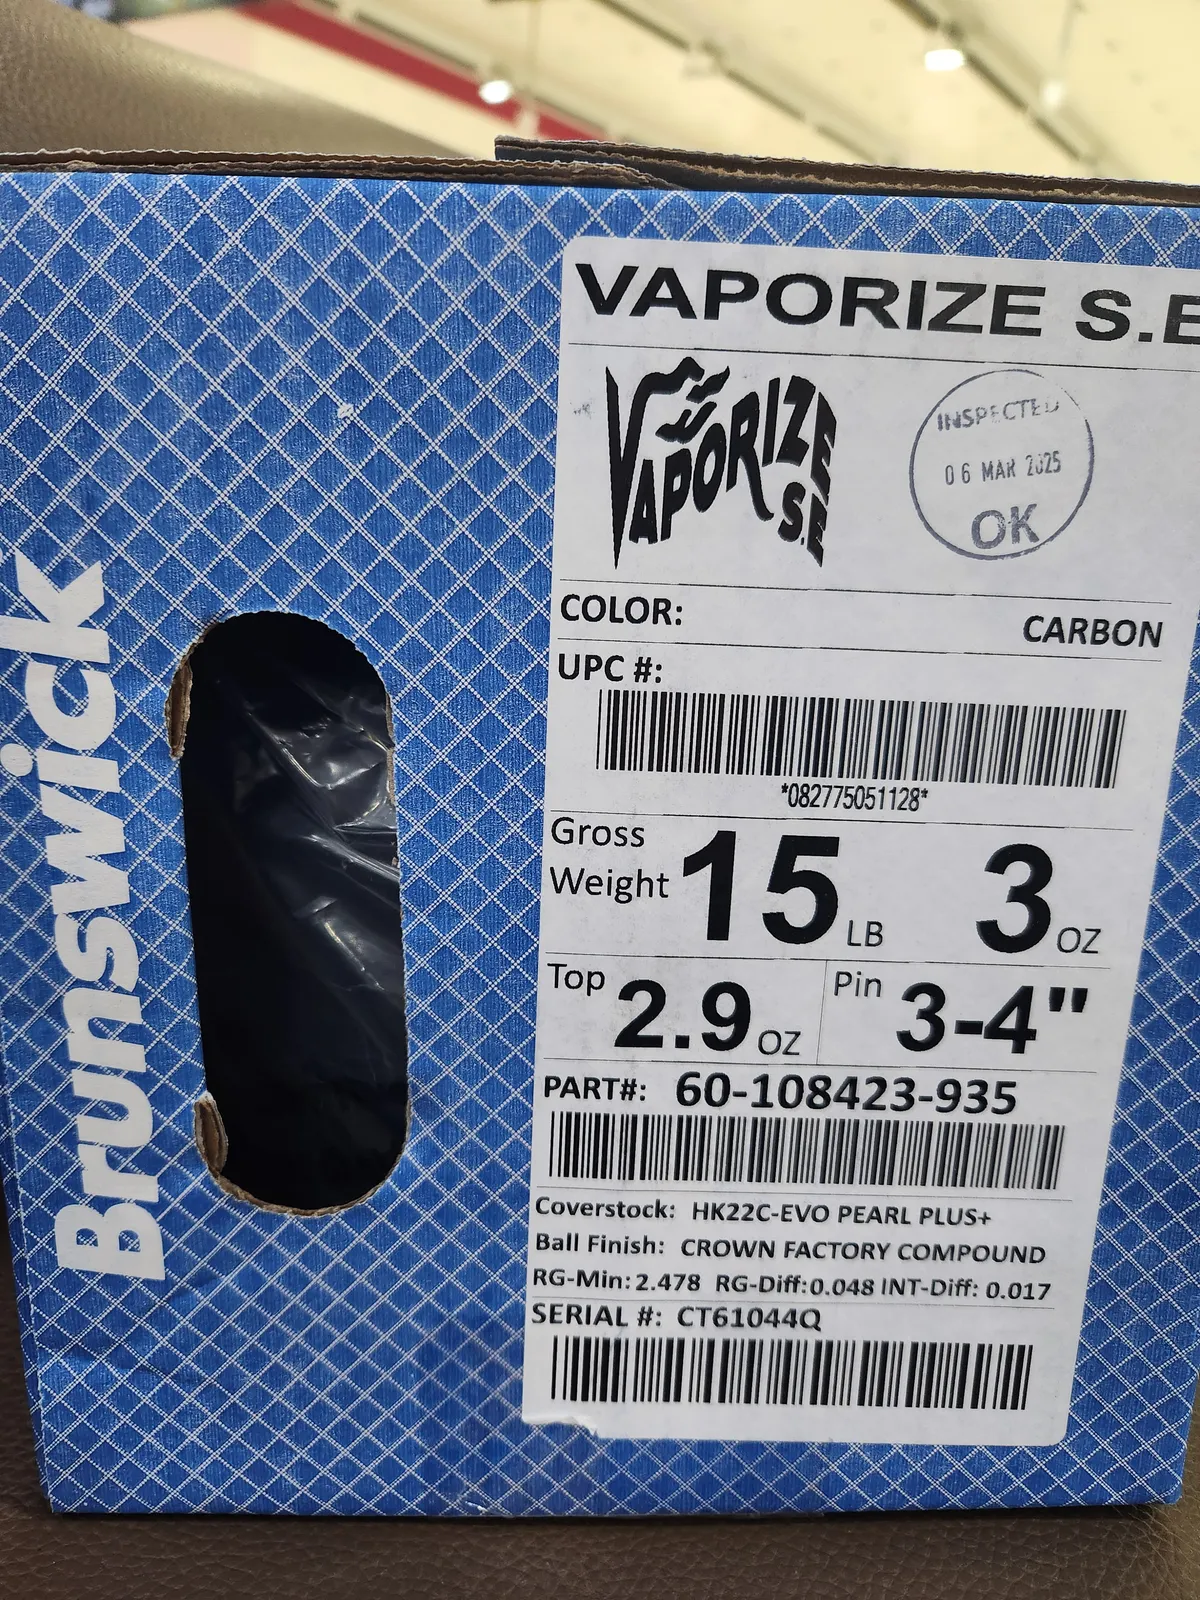 Brunswick
VAPORIZE S.E
VAPORIZE
S.E
INSPECTED
06 MAR 2025
OK
COLOR: CARBON
UPC #:
*082775051128*
Gross Weight 15 LB 3 OZ
Top 2.9 OZ Pin 3-4"
PART#: 60-108423-935
Coverstock: HK22C-EVO PEARL PLUS+
Ball Finish: CROWN FACTORY COMPOUND
RG-Min: 2.478 RG-Diff: 0.048 INT-Diff: 0.017
SERIAL #: CT61044Q